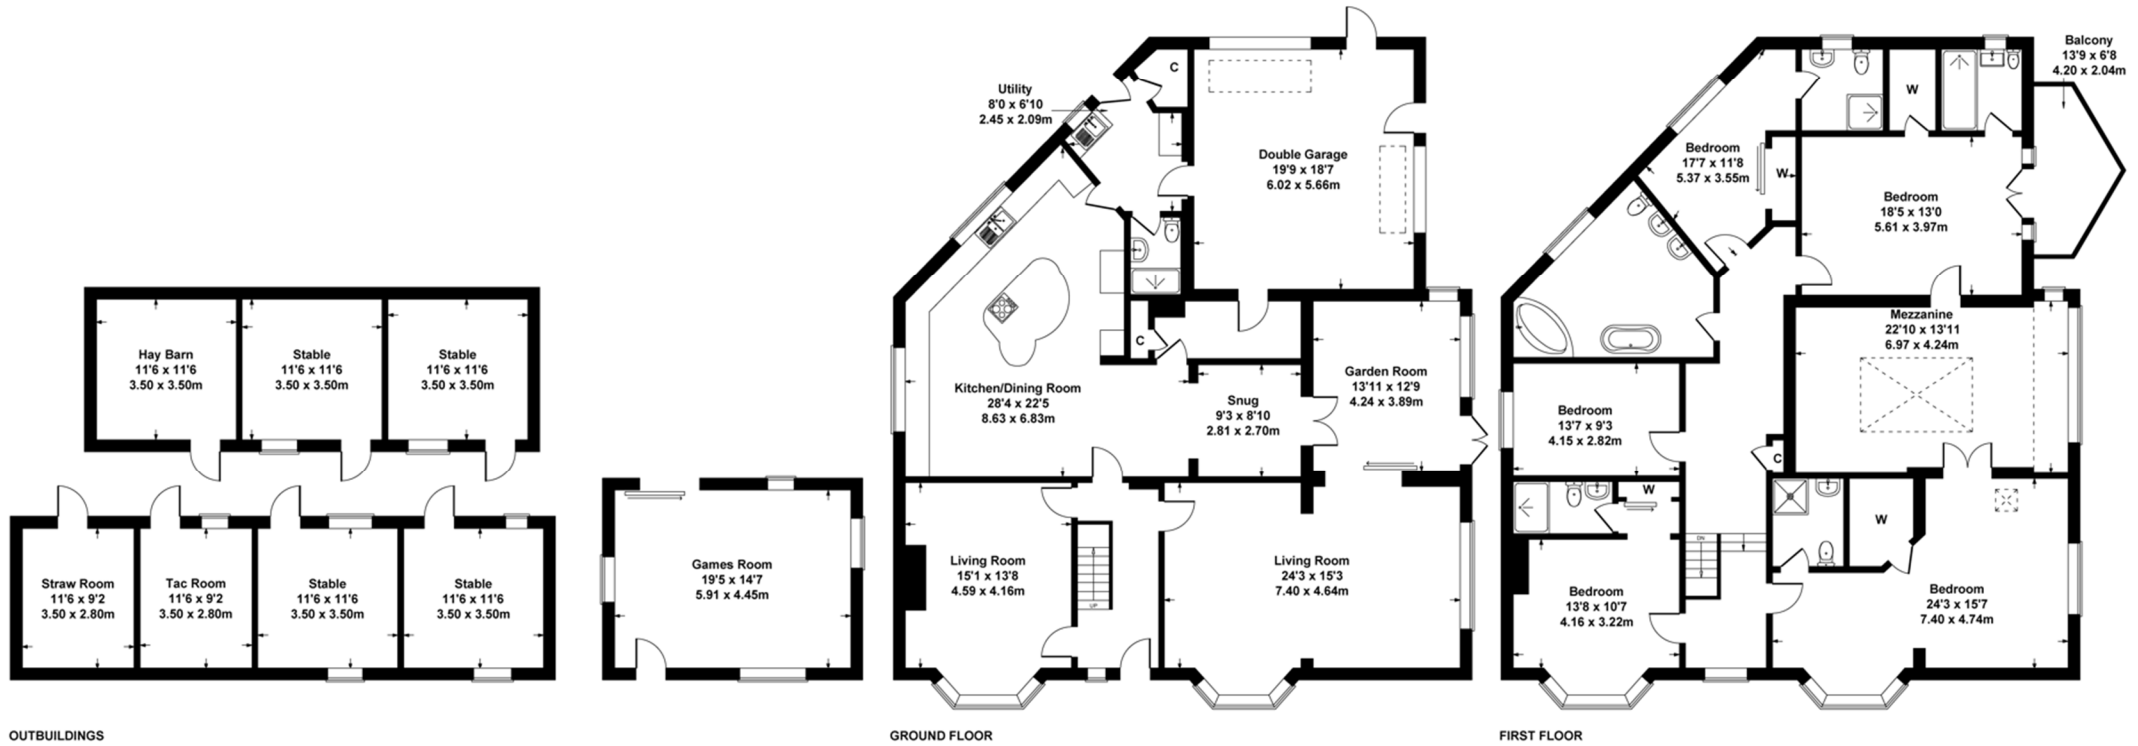 Hay Barn
11'6 x 11'6
3.50 x 3.50m
Stable
11'6 x 11'6
3.50 x 3.50m
Stable
11'6 x 11'6
3.50 x 3.50m
Straw Room
11'6 x 9'2
3.50 x 2.80m
Tac Room
11'6 x 9'2
3.50 x 2.80m
Stable
11'6 x 11'6
3.50 x 3.50m
Stable
11'6 x 11'6
3.50 x 3.50m
OUTBUILDINGS
Games Room
19'5 x 14'7
5.91 x 4.45m
Utility
8'0 x 6'10
2.45 x 2.09m
C
Double Garage
19'9 x 18'7
6.02 x 5.66m
C
Kitchen/Dining Room
28'4 x 22'5
8.63 x 6.83m
Snug
9'3 x 8'10
2.81 x 2.70m
Garden Room
13'11 x 12'9
4.24 x 3.89m
Living Room
15'1 x 13'8
4.59 x 4.16m
UP
Living Room
24'3 x 15'3
7.40 x 4.64m
GROUND FLOOR
Balcony
13'9 x 6'8
4.20 x 2.04m
W
Bedroom
17'7 x 11'8
5.37 x 3.55m
W
Bedroom
18'5 x 13'0
5.61 x 3.97m
Mezzanine
22'10 x 13'11
6.97 x 4.24m
Bedroom
13'7 x 9'3
4.15 x 2.82m
C
W
W
DN
Bedroom
13'8 x 10'7
4.16 x 3.22m
Bedroom
24'3 x 15'7
7.40 x 4.74m
FIRST FLOOR